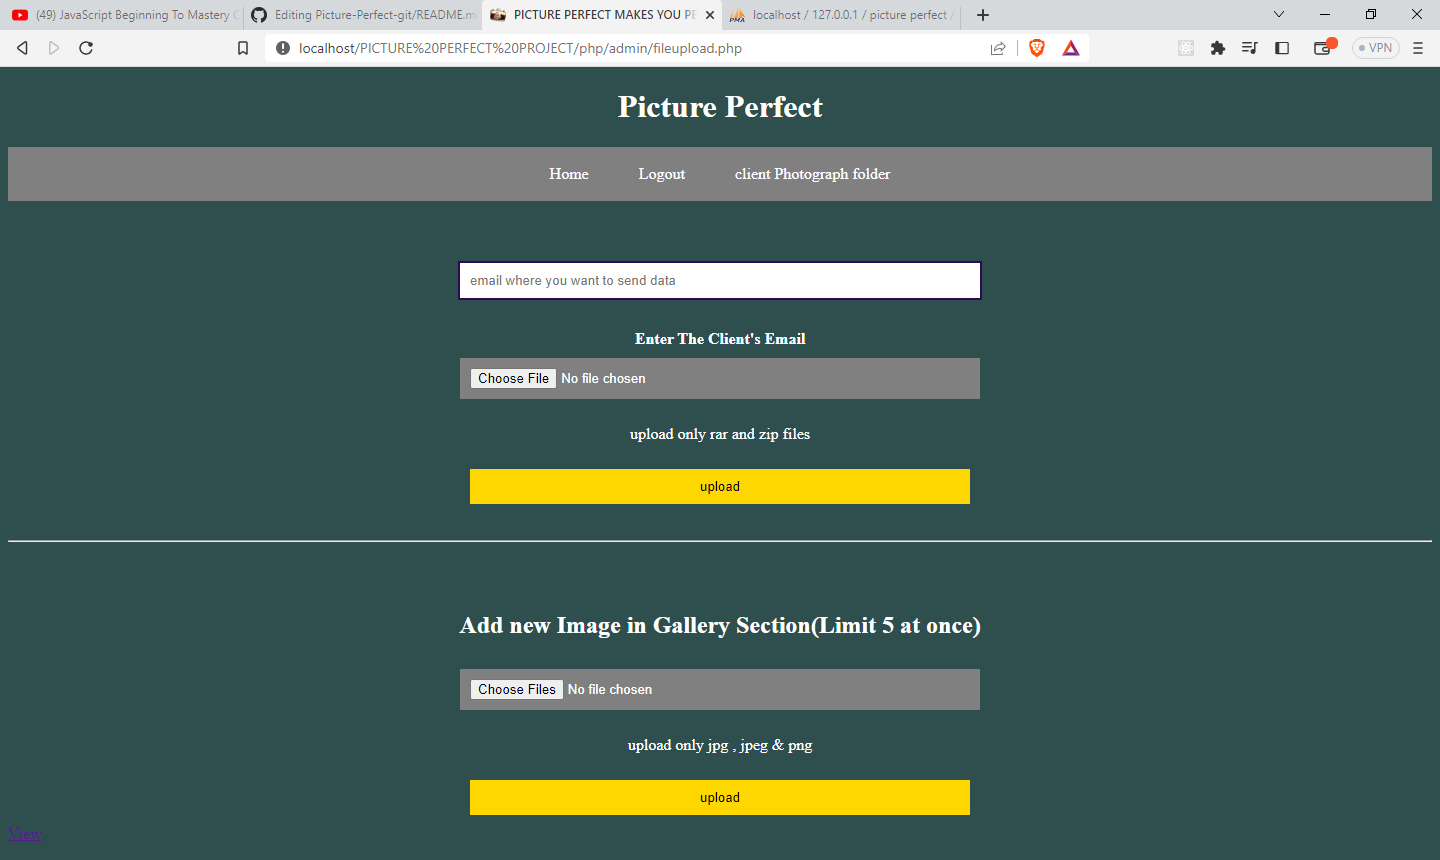 (49) JavaScript Beginning To Mastery
Editing Picture-Perfect-git/README.m
PICTURE PERFECT MAKES YOU PE
localhost / 127.0.0.1 / picture perfect /
localhost/PICTURE%20PERFECT%20PROJECT/php/admin/fileupload.php
VPN
Picture Perfect
Home Logout client Photograph folder
email where you want to send data
Enter The Client's Email
Choose File No file chosen
upload only rar and zip files
upload
Add new Image in Gallery Section(Limit 5 at once)
Choose Files No file chosen
upload only jpg , jpeg & png
upload
View